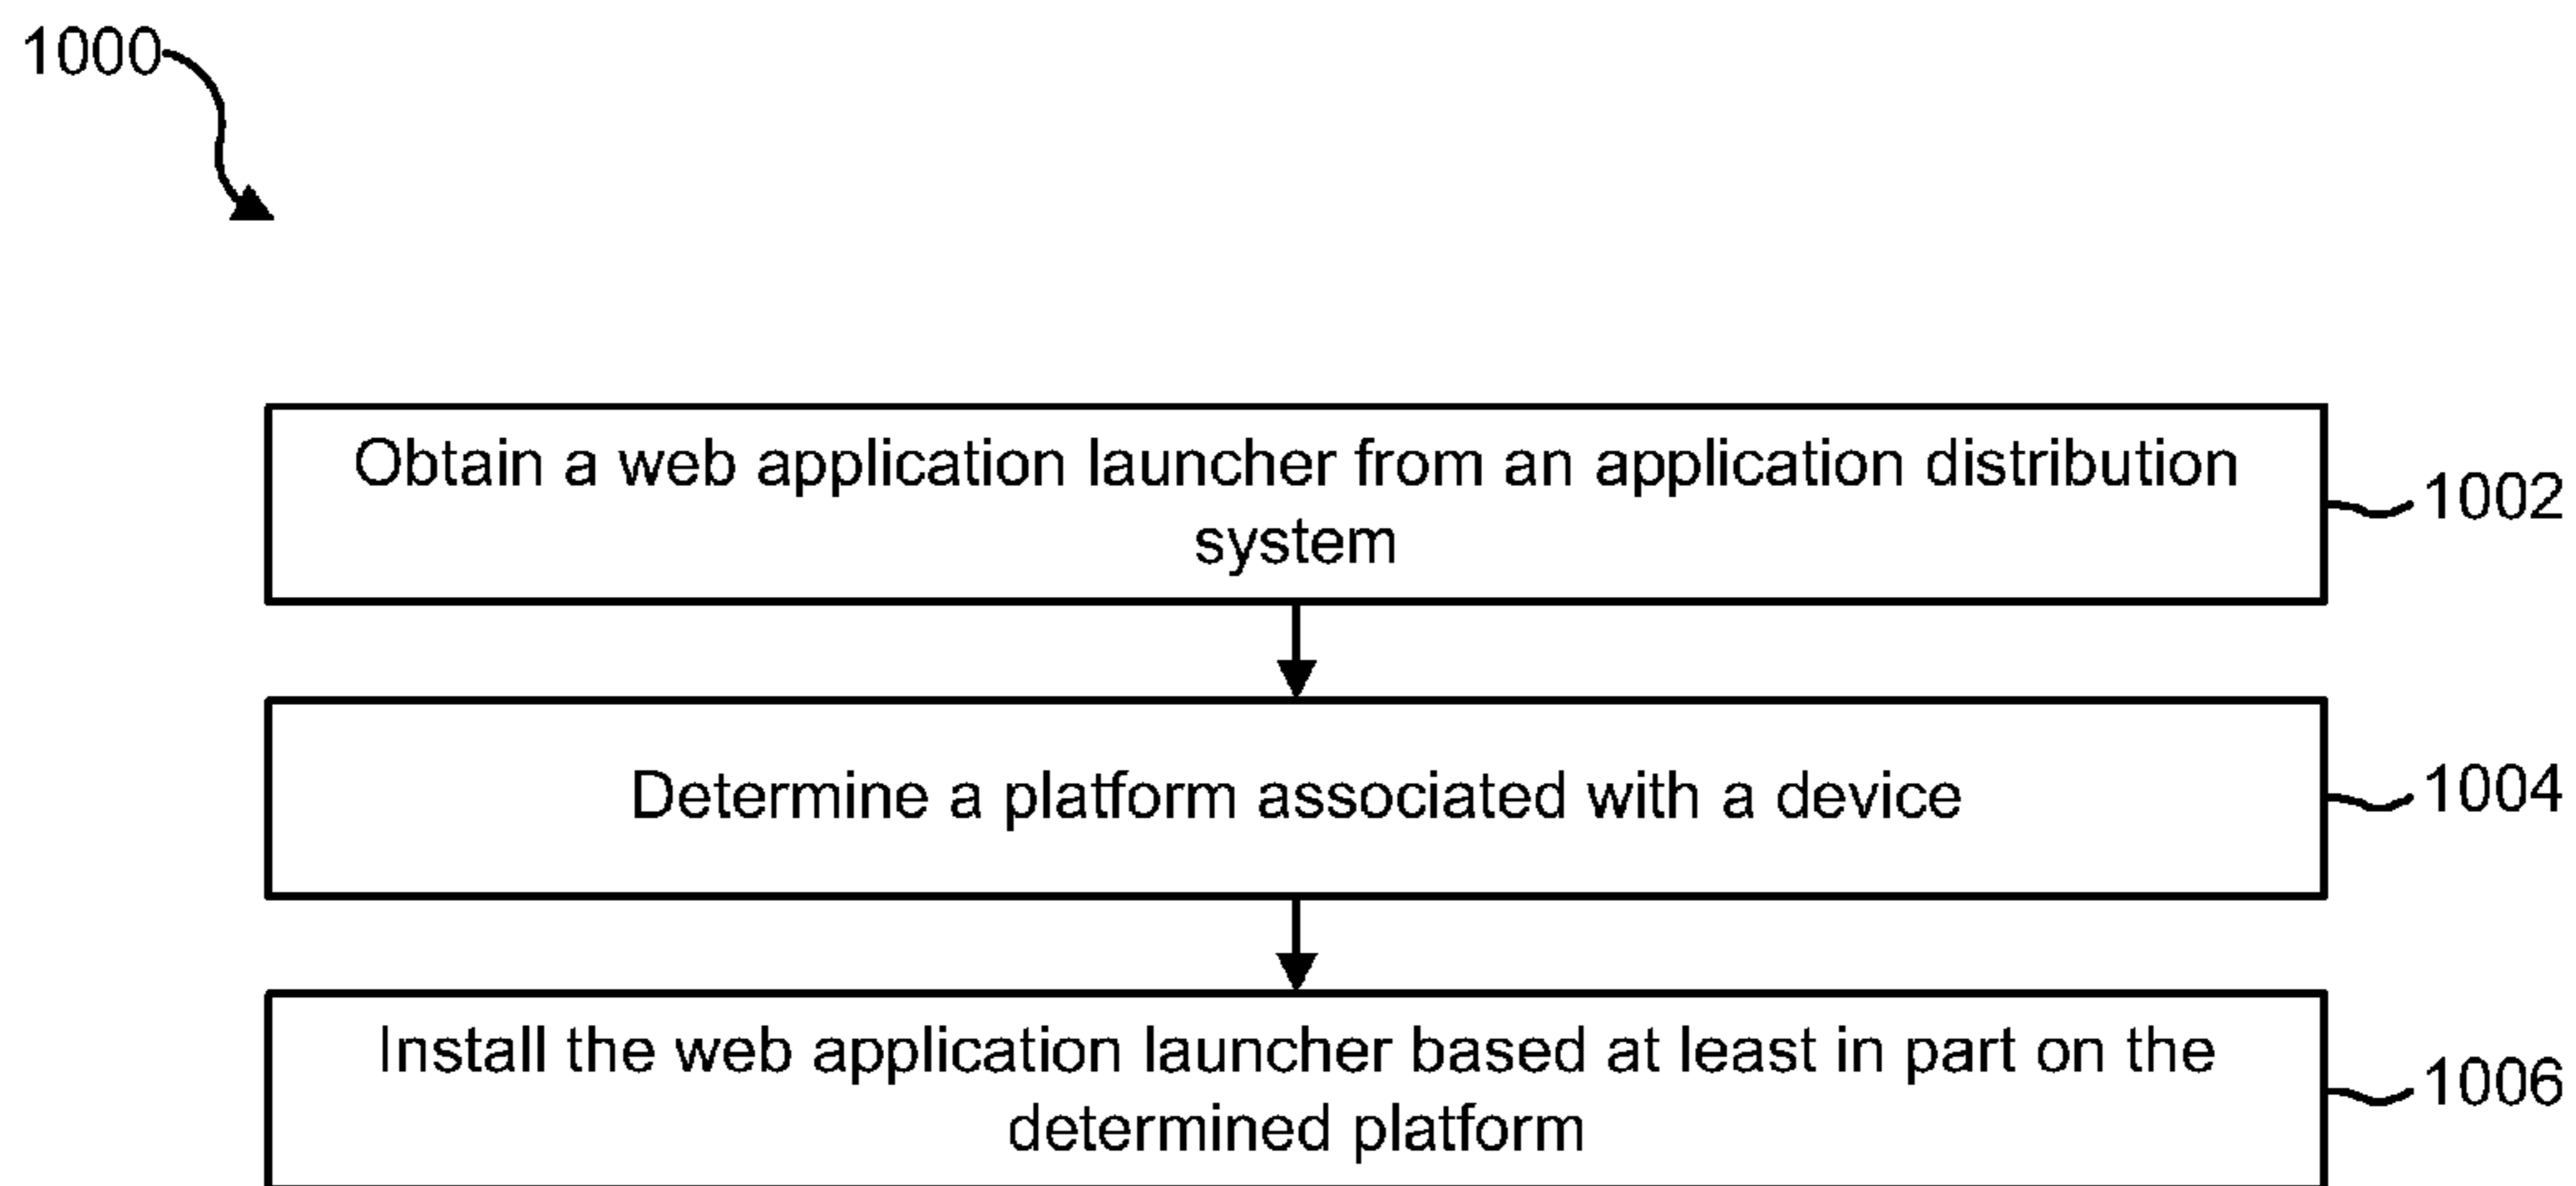 1000
Obtain a web application launcher from an application distribution
system
1002
Determine a platform associated with a device
1004
Install the web application launcher based at least in part on the
determined platform
1006